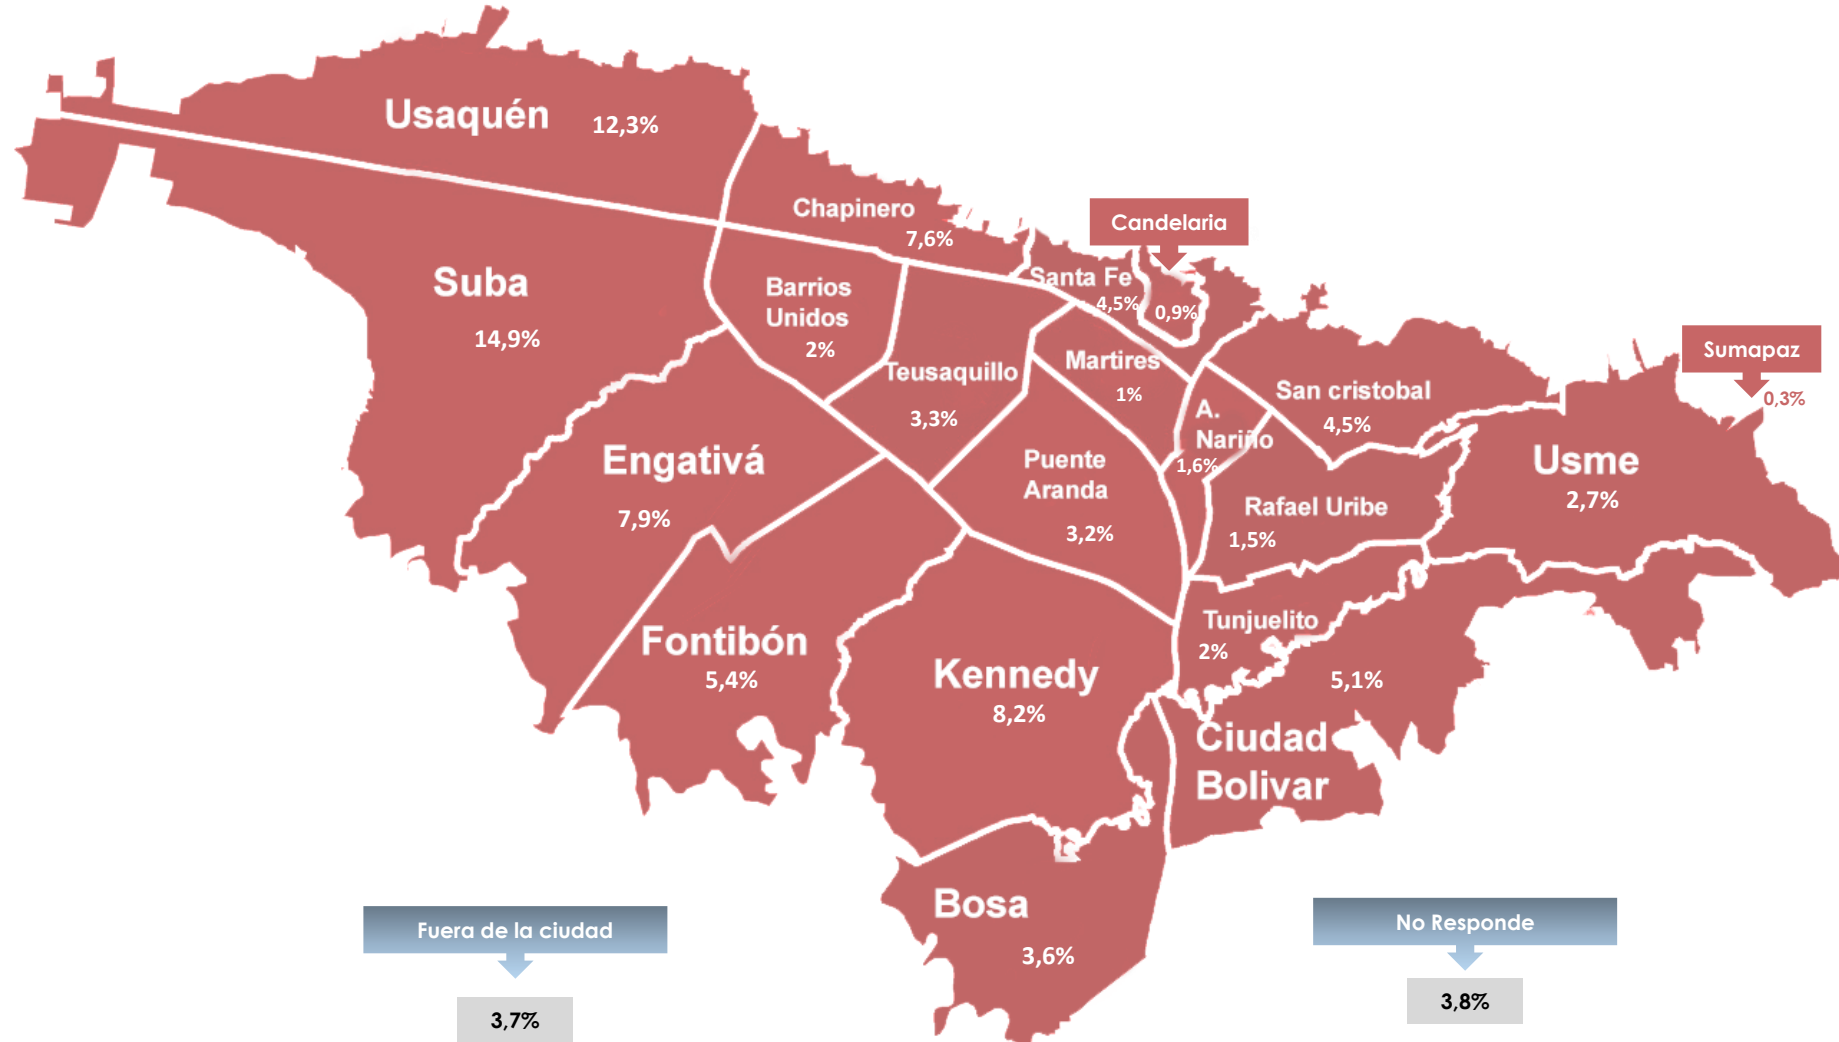 Usaquén
12,3%
Chapinero
7,6%
Candelaria
Suba
14,9%
Barrios
Unidos
2%
Santa Fe
4,5%
0,9%
Teusaquillo
3,3%
Martires
1%
A.
Nariño
1,6%
San cristobal
4,5%
Sumapaz
0,3%
Engativá
7,9%
Puente
Aranda
3,2%
Rafael Uribe
1,5%
Usme
2,7%
Fontibón
5,4%
Kennedy
8,2%
Tunjuelito
2%
5,1%
Ciudad
Bolivar
Bosa
3,6%
Fuera de la ciudad
3,7%
No Responde
3,8%